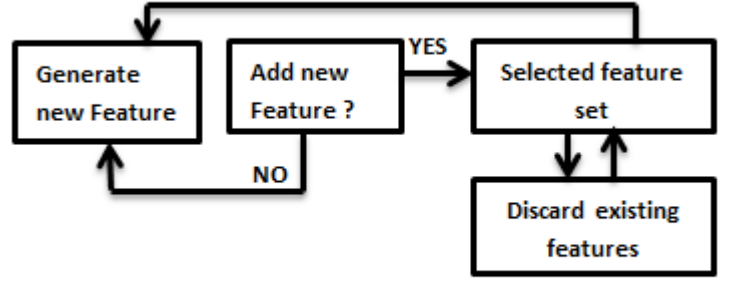 Generate
new Feature
Add new
Feature ?
YES
NO
Selected feature
set
Discard existing
features